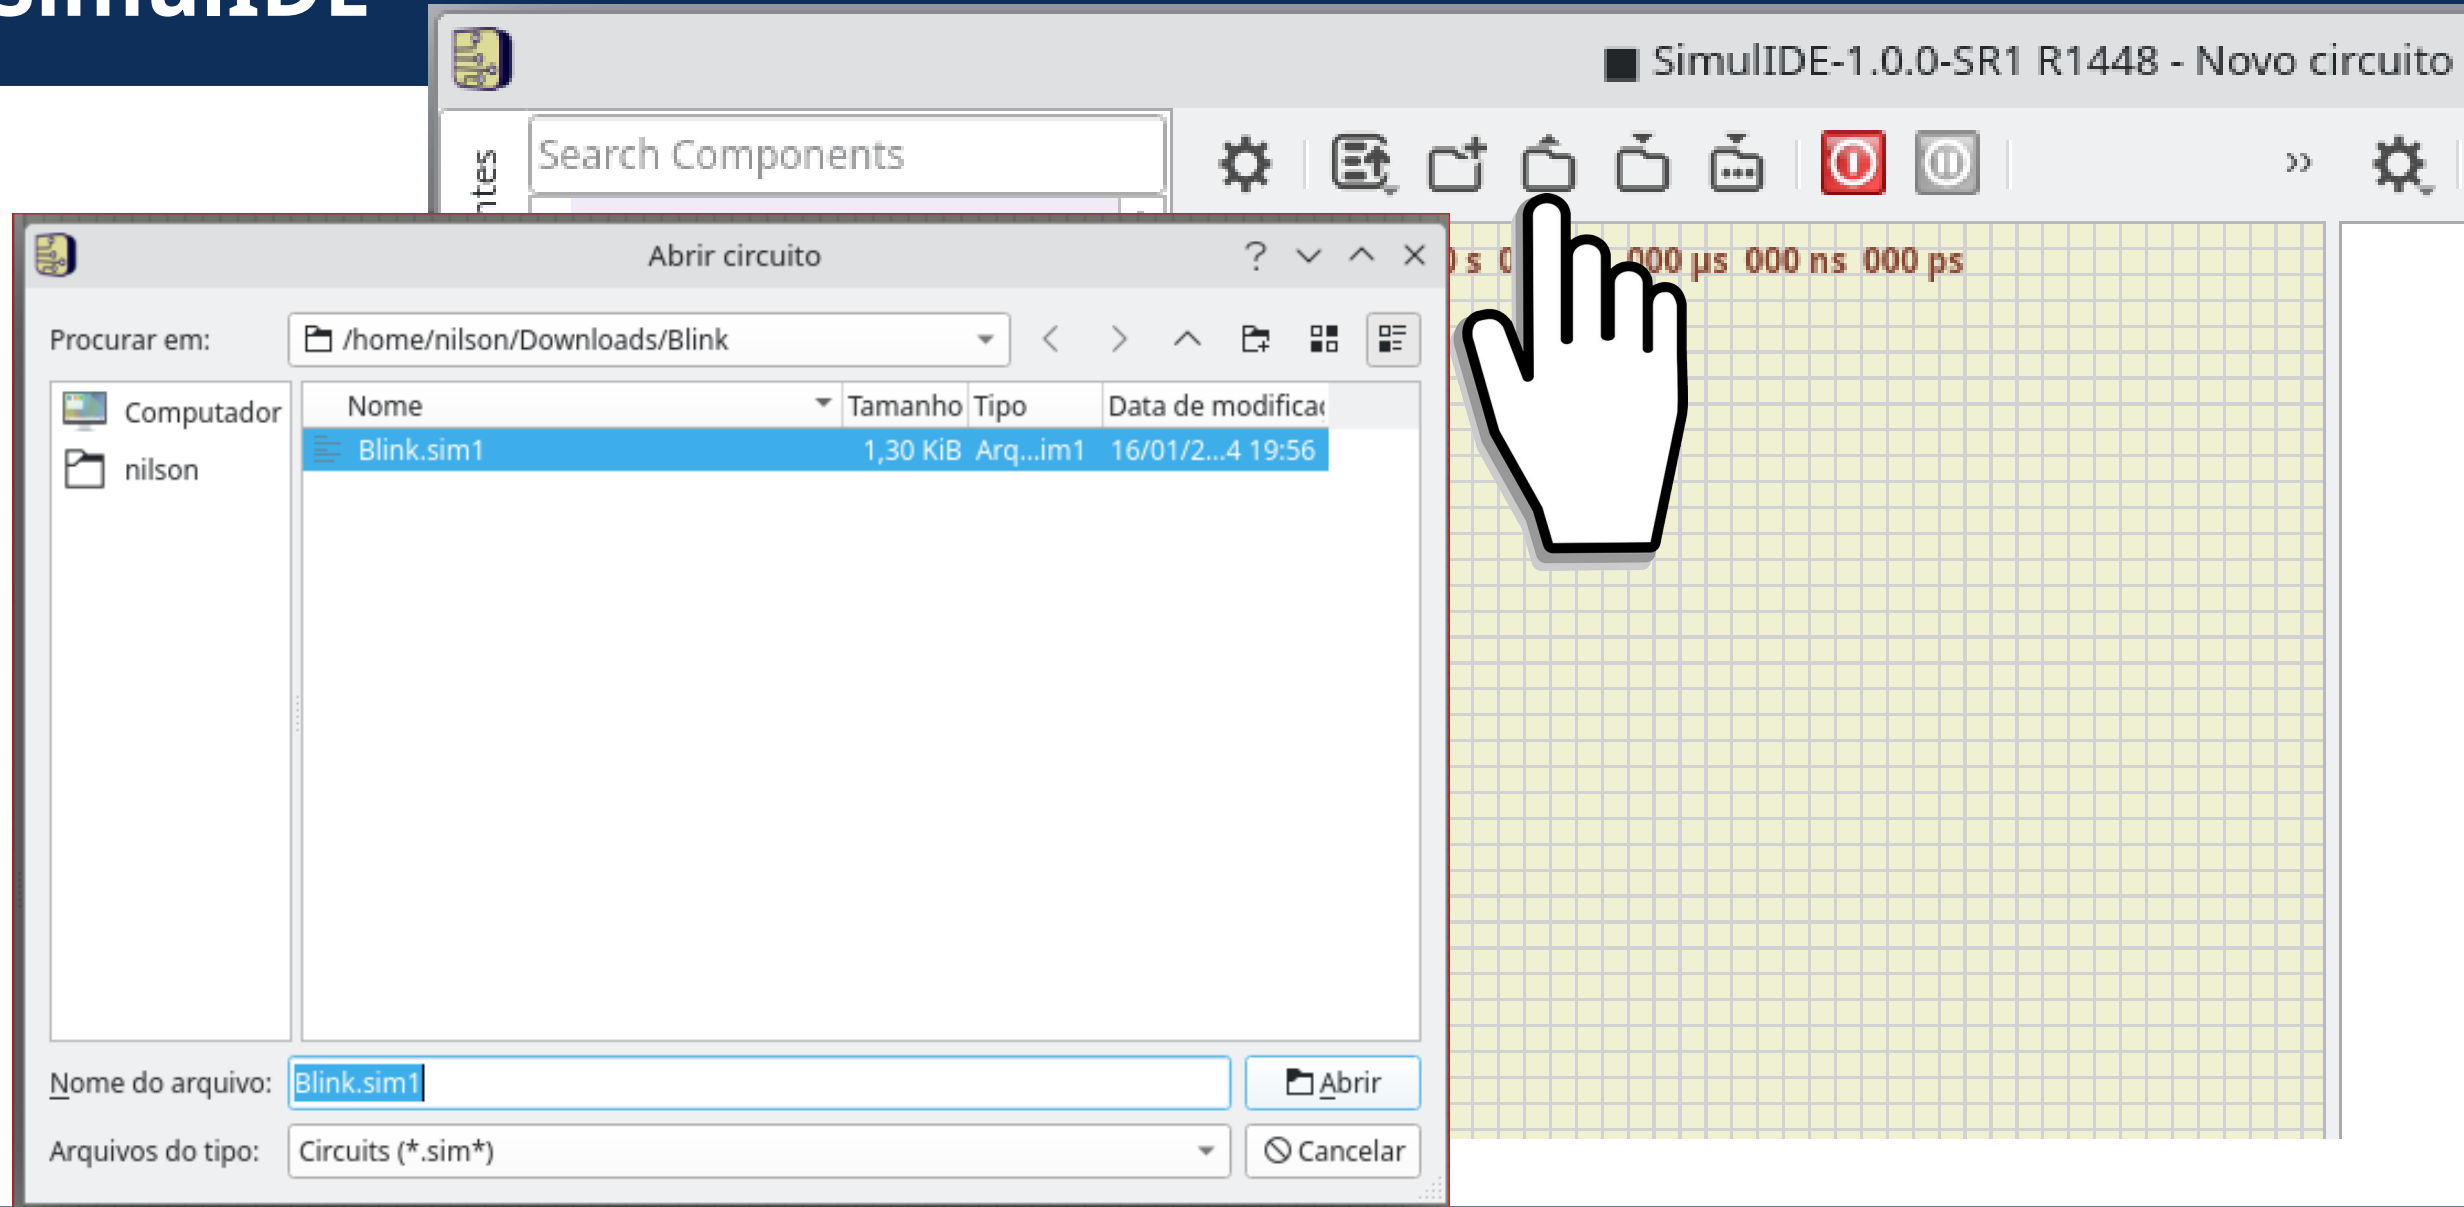 SimulIDE
SimulIDE-1.0.0-SR1 R1448 - Novo circuito
Search Components
Abrir circuito
s
000 µs 000 ns 000 ps
Procurar em:
/home/nilson/Downloads/Blink
Computador
nilson
Nome
Tamanho
Tipo
Data de modifica
Blink.sim1
1,30 KiB
Arq...im1
16/01/2...4 19:56
Nome do arquivo:
Blink.sim1
Abrir
Arquivos do tipo:
Circuits (*.sim*)
Cancelar